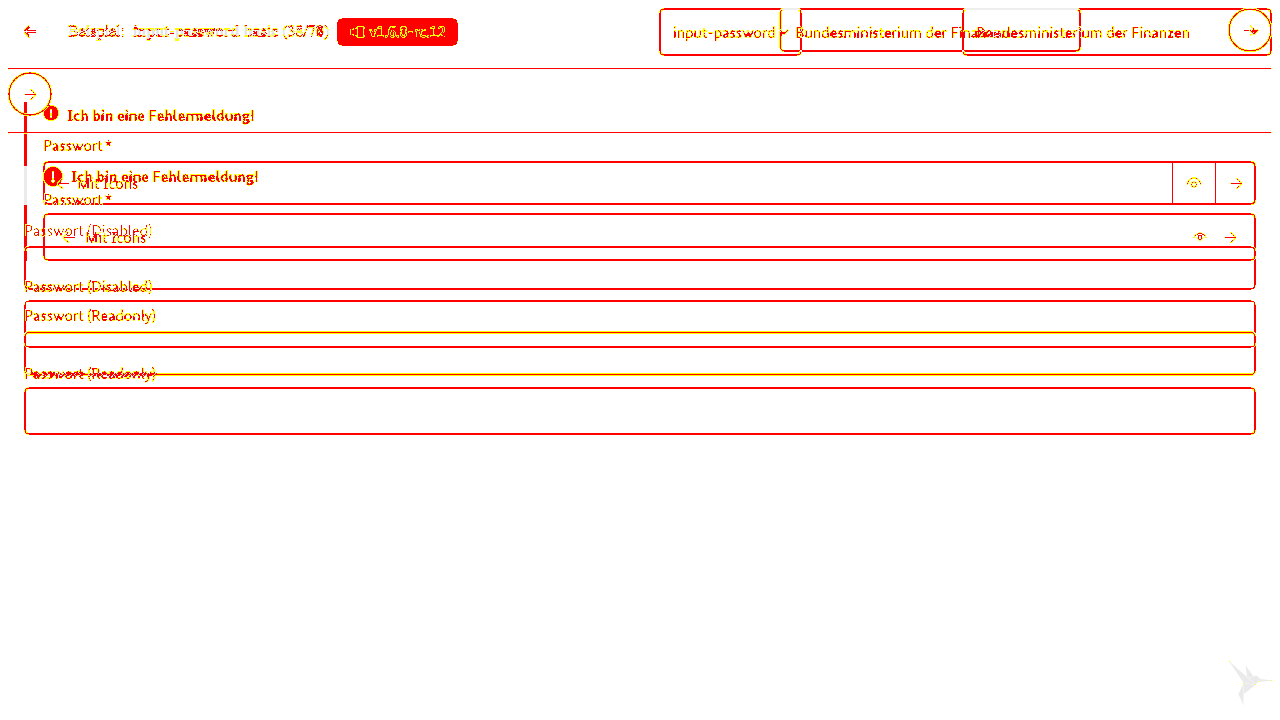 Beispiel: input-password basic
v1.6.0-rc.12
input-password
Bundesministerium der Finanzen
Bundesministerium der Finanzen
Ich bin eine Fehlermeldung!
Passwort *
Ich bin eine Fehlermeldung!
Mit Icons
Passwort *
Passwort (Disabled)
Mit Icons
Passwort (Disabled)
Passwort (Readonly)
Passwort (Readonly)